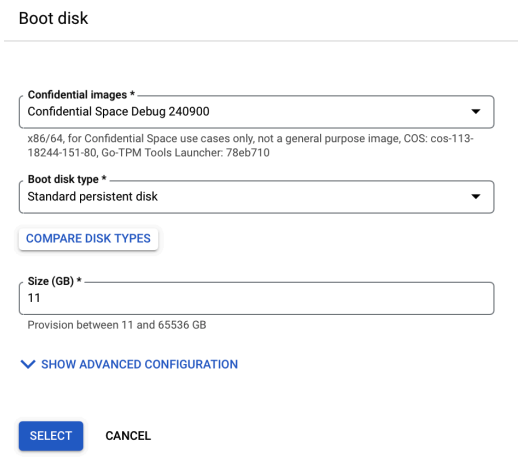 Boot disk
Confidential images *
Confidential Space Debug 240900
x86/64, for Confidential Space use cases only, not a general purpose image, COS: cos-113-
18244-151-80, Go-TPM Tools Launcher: 78eb710
Boot disk type *
Standard persistent disk
COMPARE DISK TYPES
Size (GB) *
11
Provision between 11 and 65536 GB
SHOW ADVANCED CONFIGURATION
SELECT CANCEL